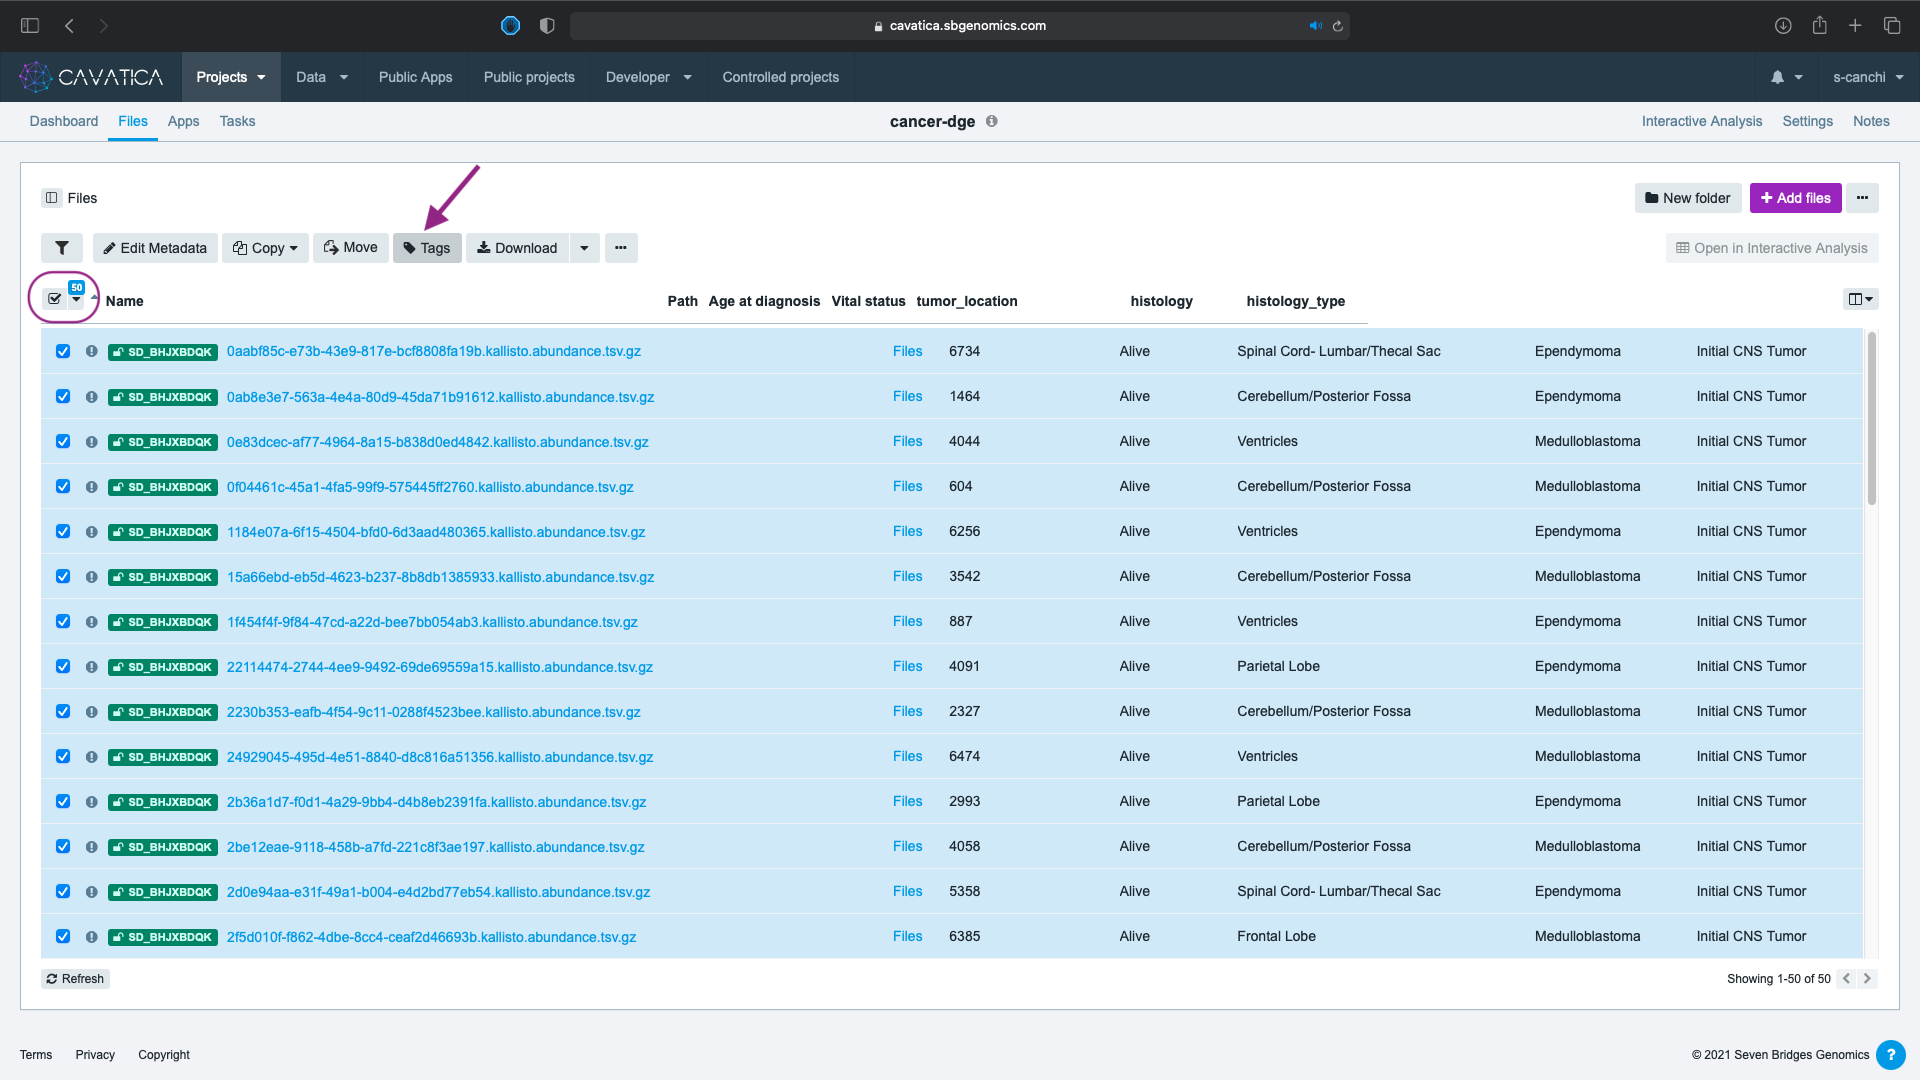 cavatica.sbgenomics.com
CAVATICA Projects Data Public Apps Public projects Developer Controlled projects s-canchi
Dashboard Files Apps Tasks cancer-dge Interactive Analysis Settings Notes
Files New folder + Add files ...
Edit Metadata Copy Move Tags Download ... Open in Interactive Analysis
50
Name Path Age at diagnosis Vital status tumor_location histology histology_type
SD_BHJXBDQK 0aabf85c-e73b-43e9-817e-bcf8808fa19b.kallisto.abundance.tsv.gz Files 6734 Alive Spinal Cord- Lumbar/Thecal Sac Ependymoma Initial CNS Tumor
SD_BHJXBDQK 0ab8e3e7-563a-4e4a-80d9-45da71b91612.kallisto.abundance.tsv.gz Files 1464 Alive Cerebellum/Posterior Fossa Ependymoma Initial CNS Tumor
SD_BHJXBDQK 0e83dcec-af77-4964-8a15-b838d0ed4842.kallisto.abundance.tsv.gz Files 4044 Alive Ventricles Medulloblastoma Initial CNS Tumor
SD_BHJXBDQK 0f04461c-45a1-4fa5-99f9-575445ff2760.kallisto.abundance.tsv.gz Files 604 Alive Cerebellum/Posterior Fossa Medulloblastoma Initial CNS Tumor
SD_BHJXBDQK 1184e07a-6f15-4504-bfd0-6d3aad480365.kallisto.abundance.tsv.gz Files 6256 Alive Ventricles Ependymoma Initial CNS Tumor
SD_BHJXBDQK 15a66ebd-eb5d-4623-b237-8b8db1385933.kallisto.abundance.tsv.gz Files 3542 Alive Cerebellum/Posterior Fossa Medulloblastoma Initial CNS Tumor
SD_BHJXBDQK 1f454f4f-9f84-47cd-a22d-bee7bb054ab3.kallisto.abundance.tsv.gz Files 887 Alive Ventricles Ependymoma Initial CNS Tumor
SD_BHJXBDQK 22114474-2744-4ee9-9492-69de69559a15.kallisto.abundance.tsv.gz Files 4091 Alive Parietal Lobe Ependymoma Initial CNS Tumor
SD_BHJXBDQK 2230b353-eafb-4f54-9c11-0288f4523bee.kallisto.abundance.tsv.gz Files 2327 Alive Cerebellum/Posterior Fossa Medulloblastoma Initial CNS Tumor
SD_BHJXBDQK 24929045-495d-4e51-8840-d8c816a51356.kallisto.abundance.tsv.gz Files 6474 Alive Ventricles Medulloblastoma Initial CNS Tumor
SD_BHJXBDQK 2b36a1d7-f0d1-4a29-9bb4-d4b8eb2391fa.kallisto.abundance.tsv.gz Files 2993 Alive Parietal Lobe Ependymoma Initial CNS Tumor
SD_BHJXBDQK 2be12eae-9118-458b-a7fd-221c8f3ae197.kallisto.abundance.tsv.gz Files 4058 Alive Cerebellum/Posterior Fossa Medulloblastoma Initial CNS Tumor
SD_BHJXBDQK 2d0e94aa-e31f-49a1-b004-e4d2bd77eb54.kallisto.abundance.tsv.gz Files 5358 Alive Spinal Cord- Lumbar/Thecal Sac Ependymoma Initial CNS Tumor
SD_BHJXBDQK 2f5d010f-f862-4dbe-8cc4-ceaf2d46693b.kallisto.abundance.tsv.gz Files 6385 Alive Frontal Lobe Medulloblastoma Initial CNS Tumor
Refresh Showing 1-50 of 50
Terms Privacy Copyright © 2021 Seven Bridges Genomics ?